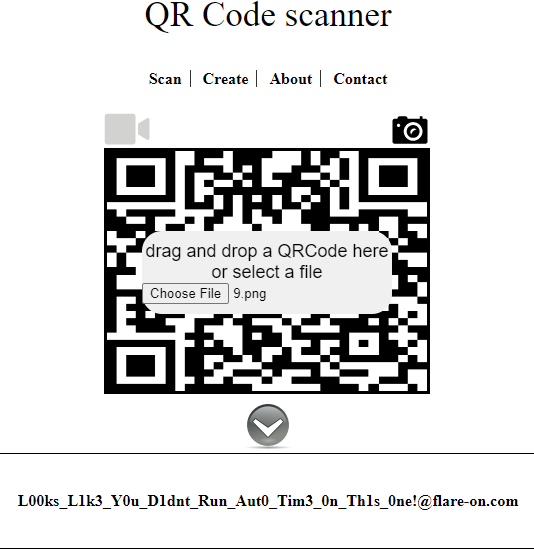 QR Code scanner
Scan | Create | About | Contact
drag and drop a QRCode here
or select a file
Choose File 9.png
L00ks_L1k3_Y0u_D1dnt_Run_Aut0_Tim3_0n_Th1s_0ne!@flare-on.com